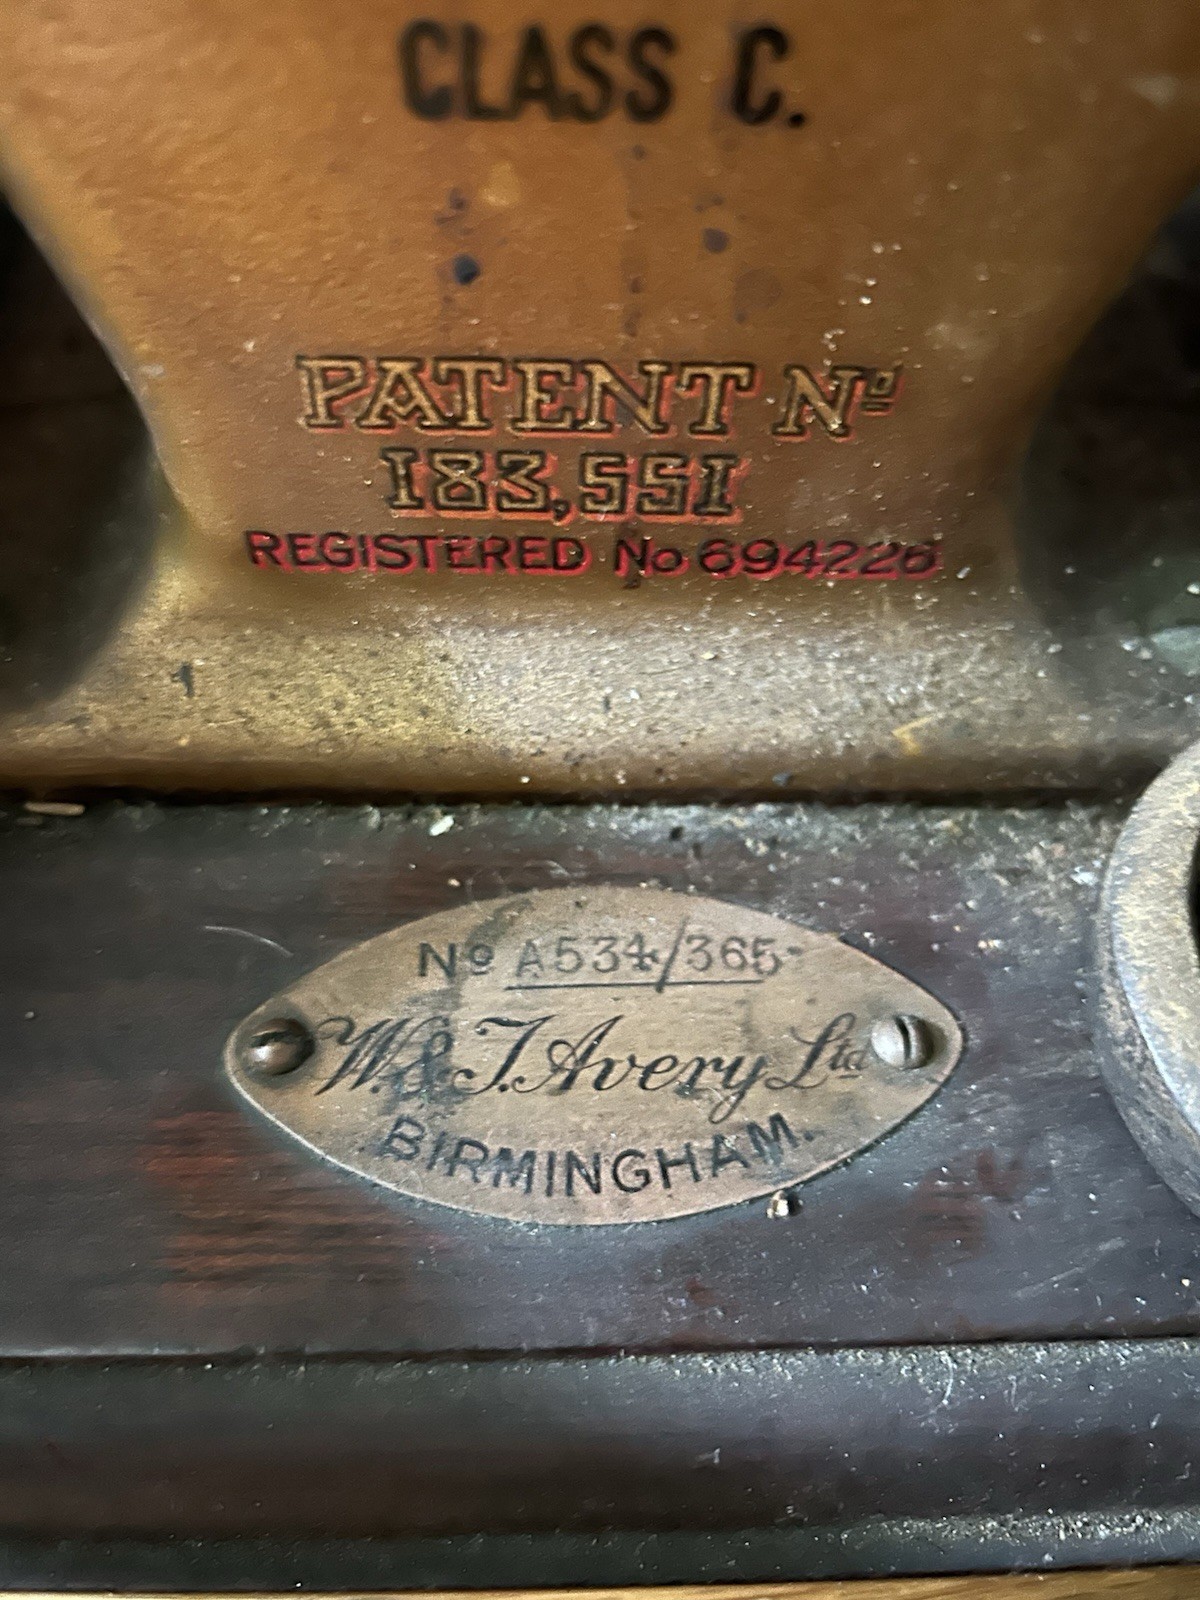 CLASS C.
PATENT Nº
183,551
REGISTERED No 694226
Nº A534/365
W. & T. Avery Ltd
BIRMINGHAM.